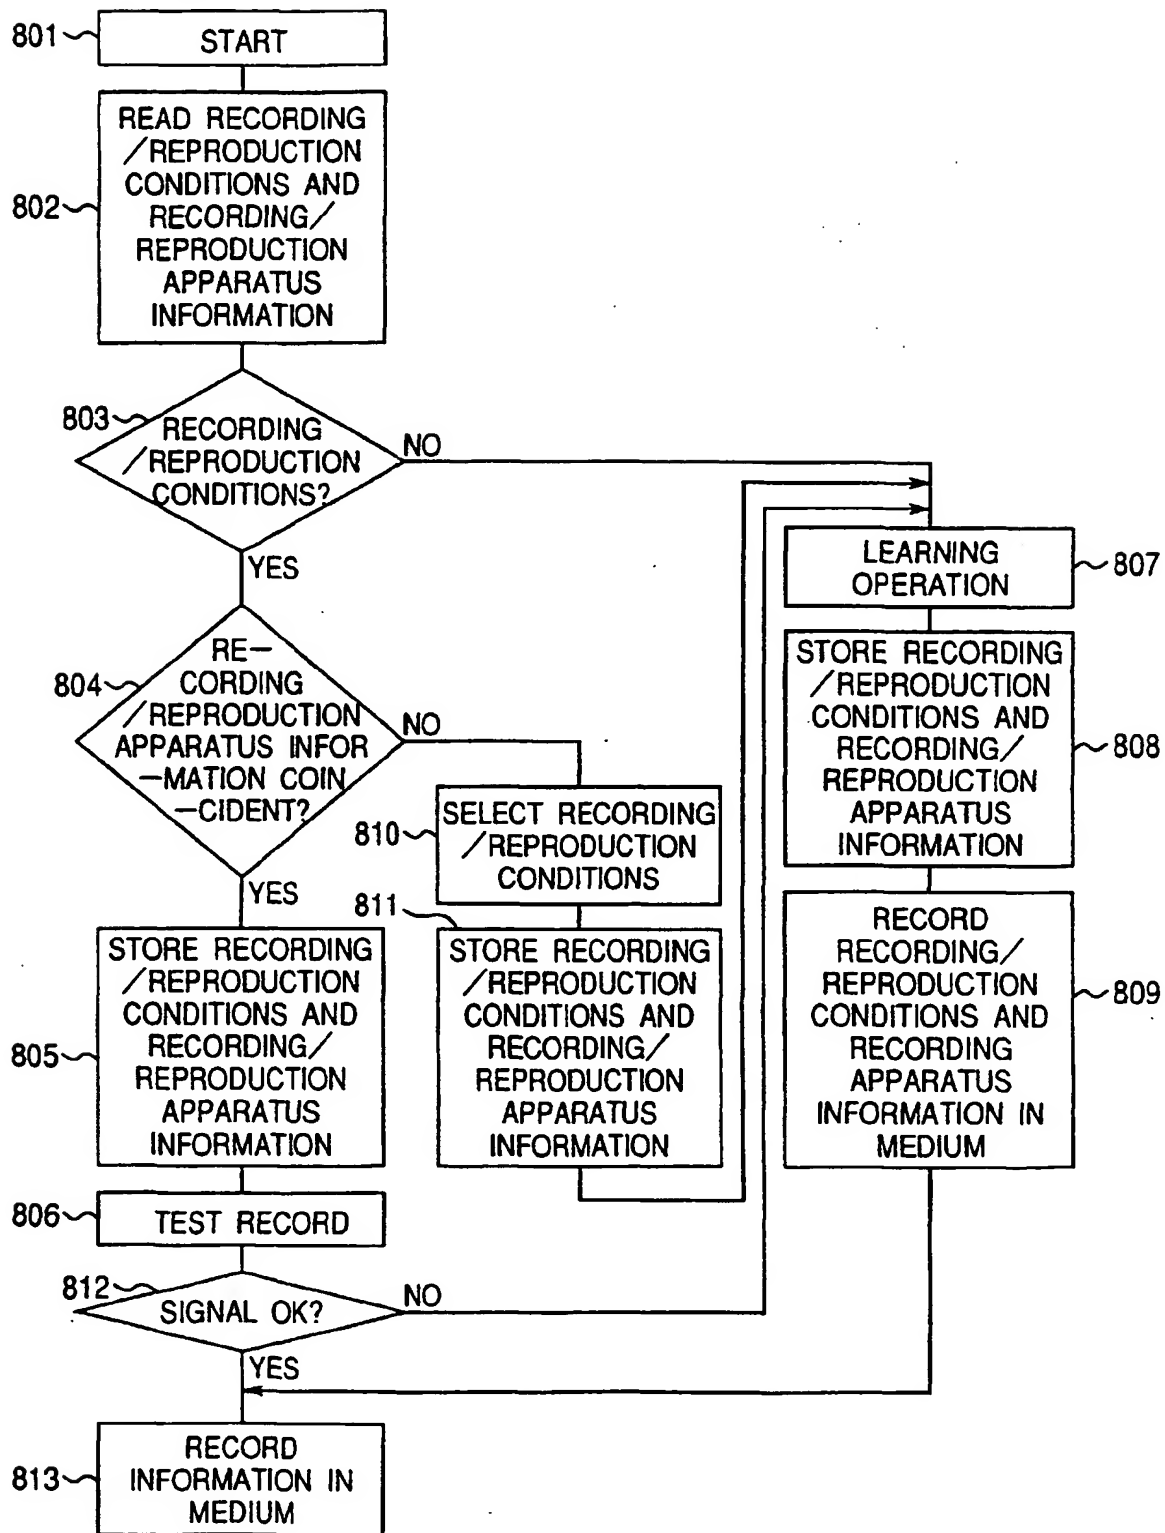 801
START
802
READ RECORDING
/REPRODUCTION
CONDITIONS AND
RECORDING/
REPRODUCTION
APPARATUS
INFORMATION
803
RECORDING
/REPRODUCTION
CONDITIONS?
NO
YES
804
RE-
CORDING
/REPRODUCTION
APPARATUS INFOR
-MATION COIN
-CIDENT?
NO
YES
805
STORE RECORDING
/REPRODUCTION
CONDITIONS AND
RECORDING/
REPRODUCTION
APPARATUS
INFORMATION
806
TEST RECORD
812
SIGNAL OK?
NO
YES
813
RECORD
INFORMATION IN
MEDIUM
810
SELECT RECORDING
/REPRODUCTION
CONDITIONS
811
STORE RECORDING
/REPRODUCTION
CONDITIONS AND
RECORDING/
REPRODUCTION
APPARATUS
INFORMATION
LEARNING
OPERATION
807
STORE RECORDING
/REPRODUCTION
CONDITIONS AND
RECORDING/
REPRODUCTION
APPARATUS
INFORMATION
808
RECORD
RECORDING/
REPRODUCTION
CONDITIONS AND
RECORDING
APPARATUS
INFORMATION IN
MEDIUM
809